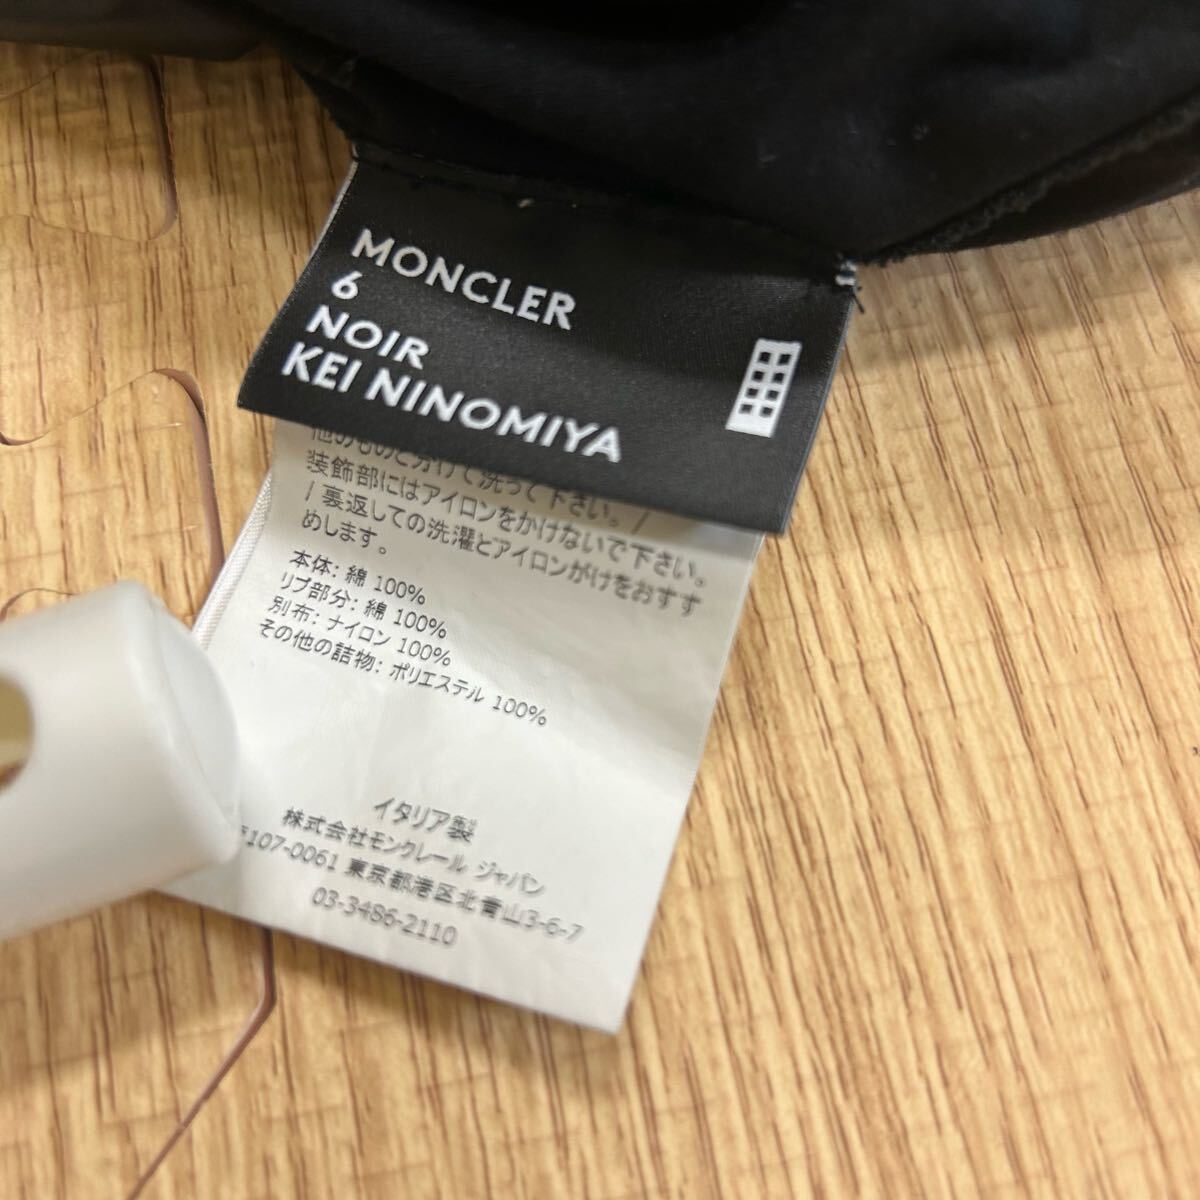 MONCLER
6
NOIR
KEI NINOMIYA
他のものと分けて洗って下さい。/
装飾部にはアイロンをかけないで下さい。
/ 裏返しての洗濯とアイロンがけをおすす
めします。
本体: 綿 100%
リブ部分: 綿 100%
別布: ナイロン 100%
その他の詰物: ポリエステル 100%
イタリア製
株式会社モンクレール ジャパン
〒107-0061 東京都港区北青山3-6-7
03-3486-2110